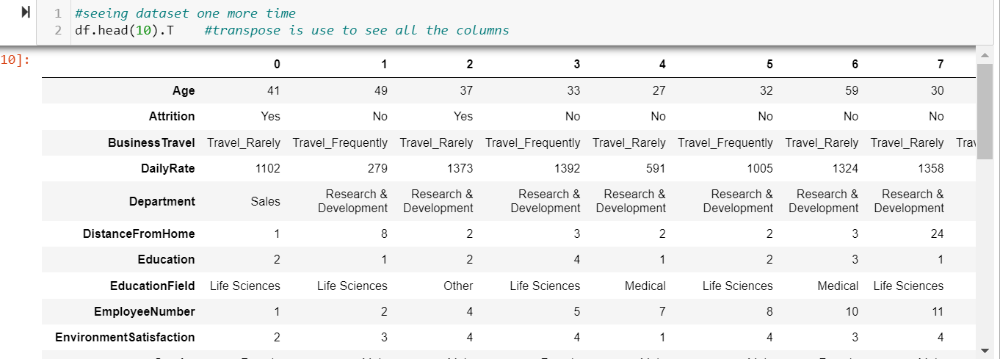 1 #seeing dataset one more time
2 df.head(10).T #transpose is use to see all the columns
10]:
0 1 2 3 4 5 6 7
Age 41 49 37 33 27 32 59 30
Attrition Yes No Yes No No No No No
BusinessTravel Travel_Rarely Travel_Frequently Travel_Rarely Travel_Frequently Travel_Rarely Travel_Frequently Travel_Rarely Travel_Rarely Trav
DailyRate 1102 279 1373 1392 591 1005 1324 1358
Department Sales Research & Development Research & Development Research & Development Research & Development Research & Development Research & Development Research & Development
DistanceFromHome 1 8 2 3 2 2 3 24
Education 2 1 2 4 1 2 3 1
EducationField Life Sciences Life Sciences Other Life Sciences Medical Life Sciences Medical Life Sciences
EmployeeNumber 1 2 4 5 7 8 10 11
EnvironmentSatisfaction 2 3 4 4 1 4 3 4